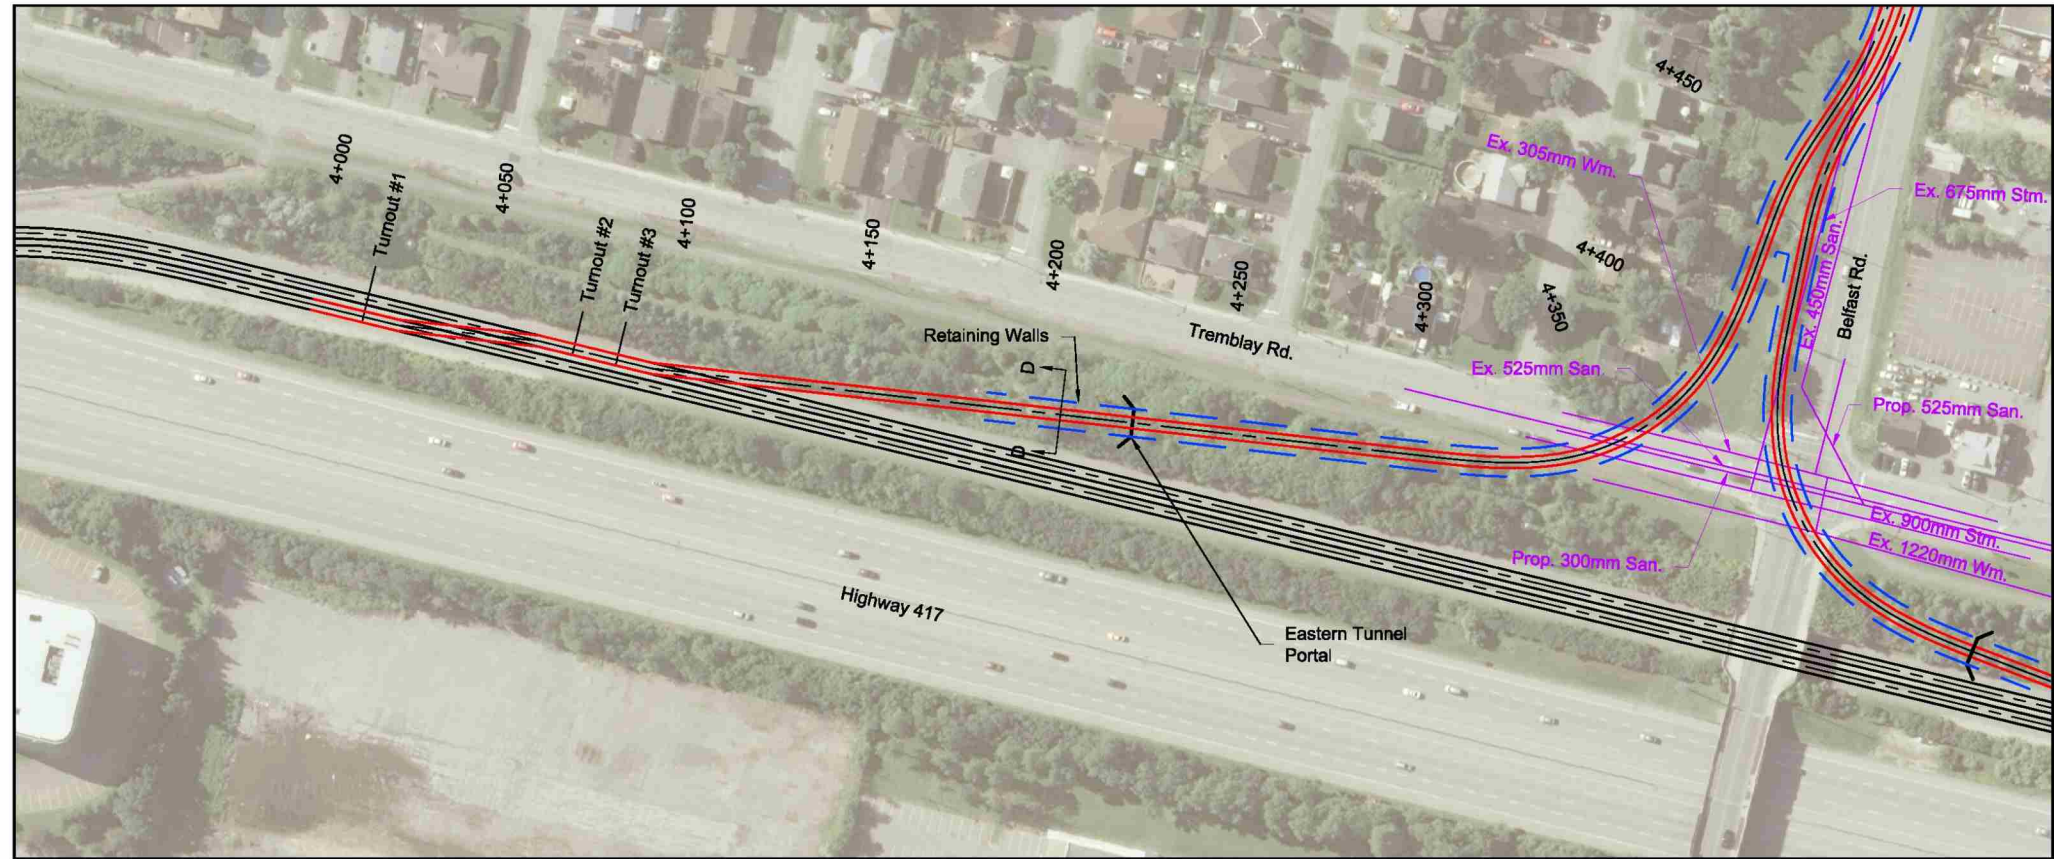 4+450
Ex. 305mm Wm.
4+000
Turnout #1
4+050
Ex. 675mm Stm.
Turnout #2
Turnout #3
4+100
4+150
4+200
4+250
4+300
4+350
4+400
Ex. 450mm San.
Belfast Rd.
Retaining Walls
Tremblay Rd.
D
D
Ex. 525mm San.
Prop. 525mm San.
Ex. 900mm Stm.
Ex. 1220mm Wm.
Prop. 300mm San.
Highway 417
Eastern Tunnel
Portal